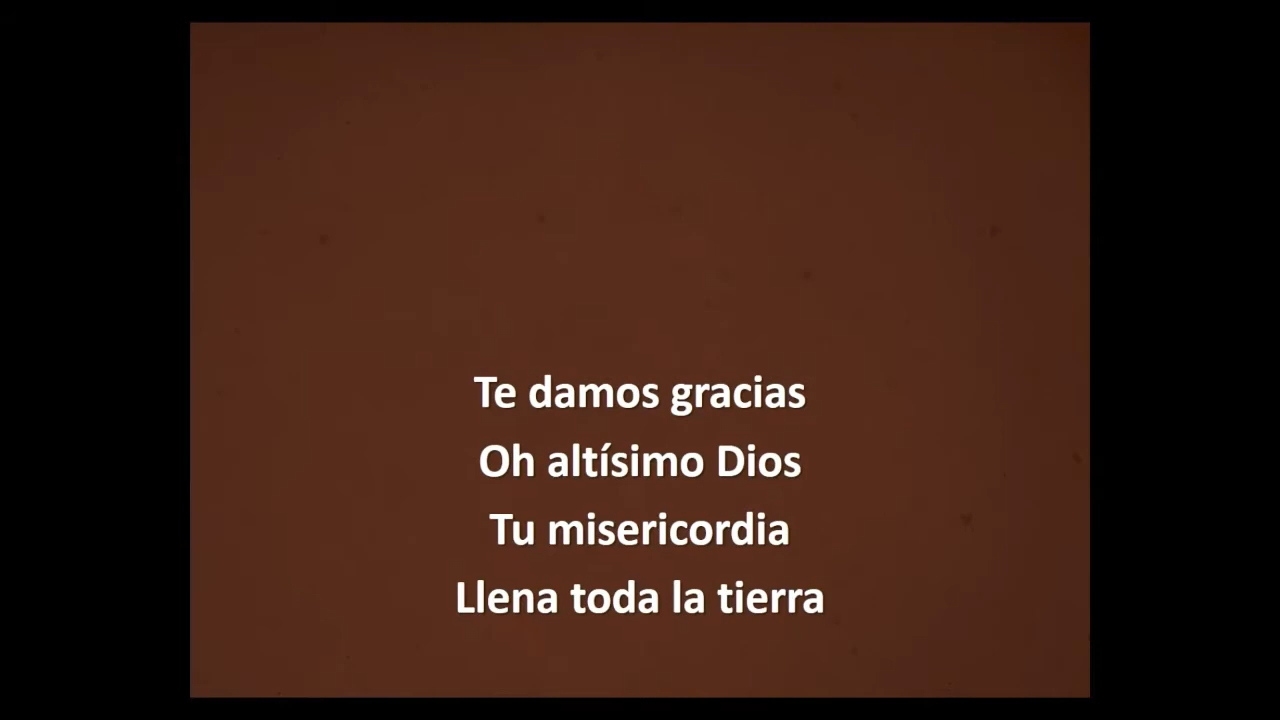 Te damos gracias
Oh altísimo Dios
Tu misericordia
Llena toda la tierra